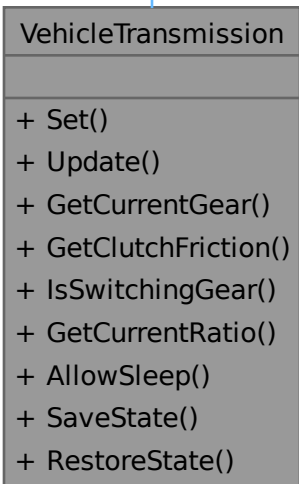 VehicleTransmission
+ Set()
+ Update()
+ GetCurrentGear()
+ GetClutchFriction()
+ IsSwitchingGear()
+ GetCurrentRatio()
+ AllowSleep()
+ SaveState()
+ RestoreState()